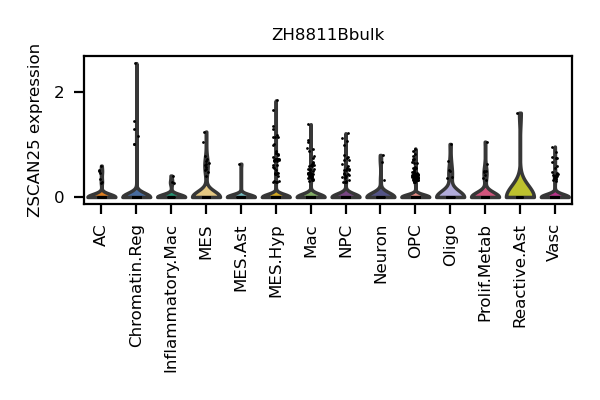 ZH8811Bbulk
ZSCAN25 expression
2
0
AC
Chromatin.Reg
Inflammatory.Mac
MES
MES.Ast
MES.Hyp
Mac
NPC
Neuron
OPC
Oligo
Prolif.Metab
Reactive.Ast
Vasc